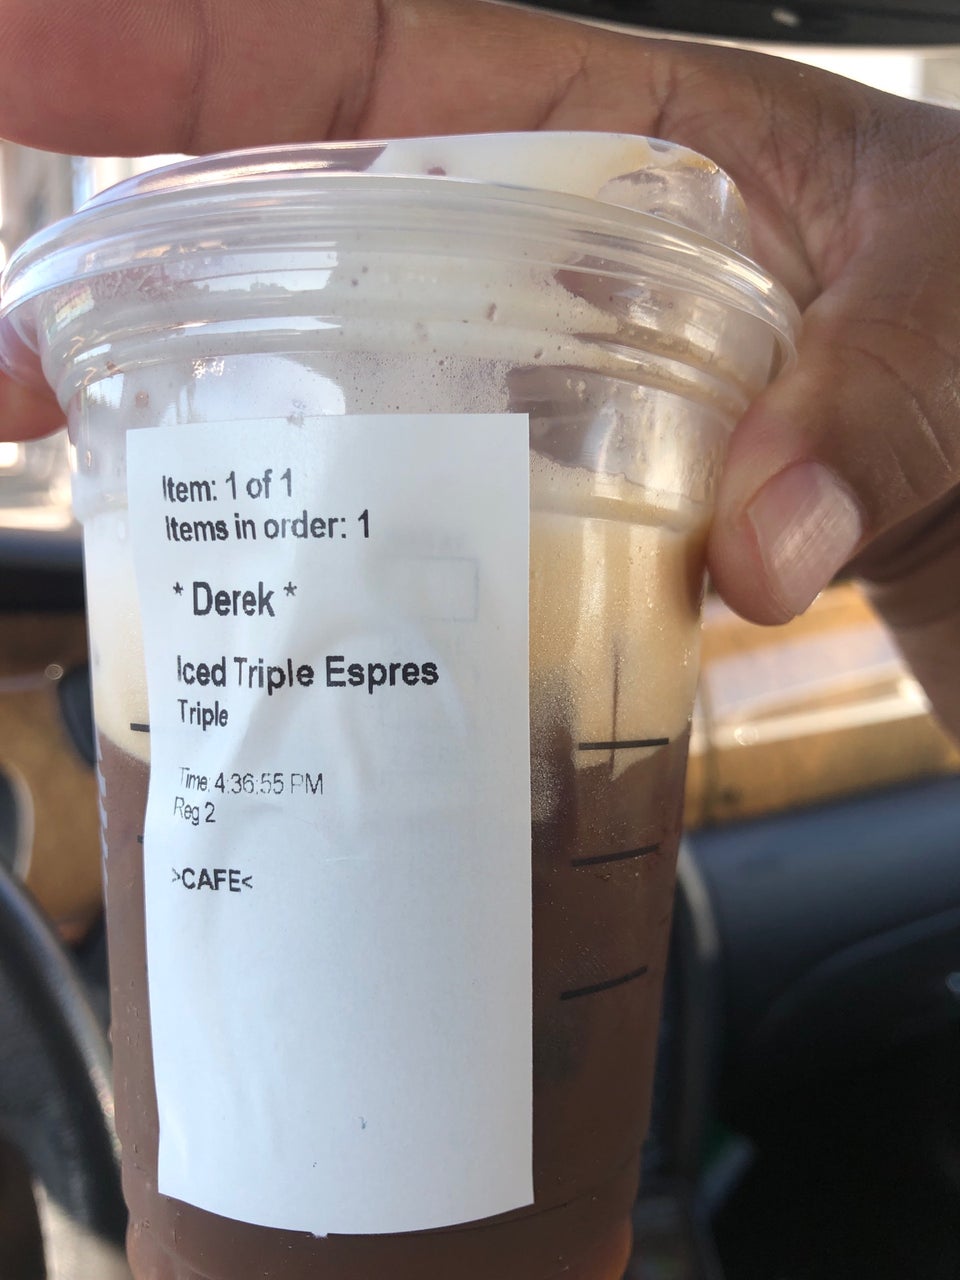 Item: 1 of 1
Items in order: 1
* Derek *
Iced Triple Espres
Triple
Time: 4:36:55 PM
Reg 2
>CAFE<